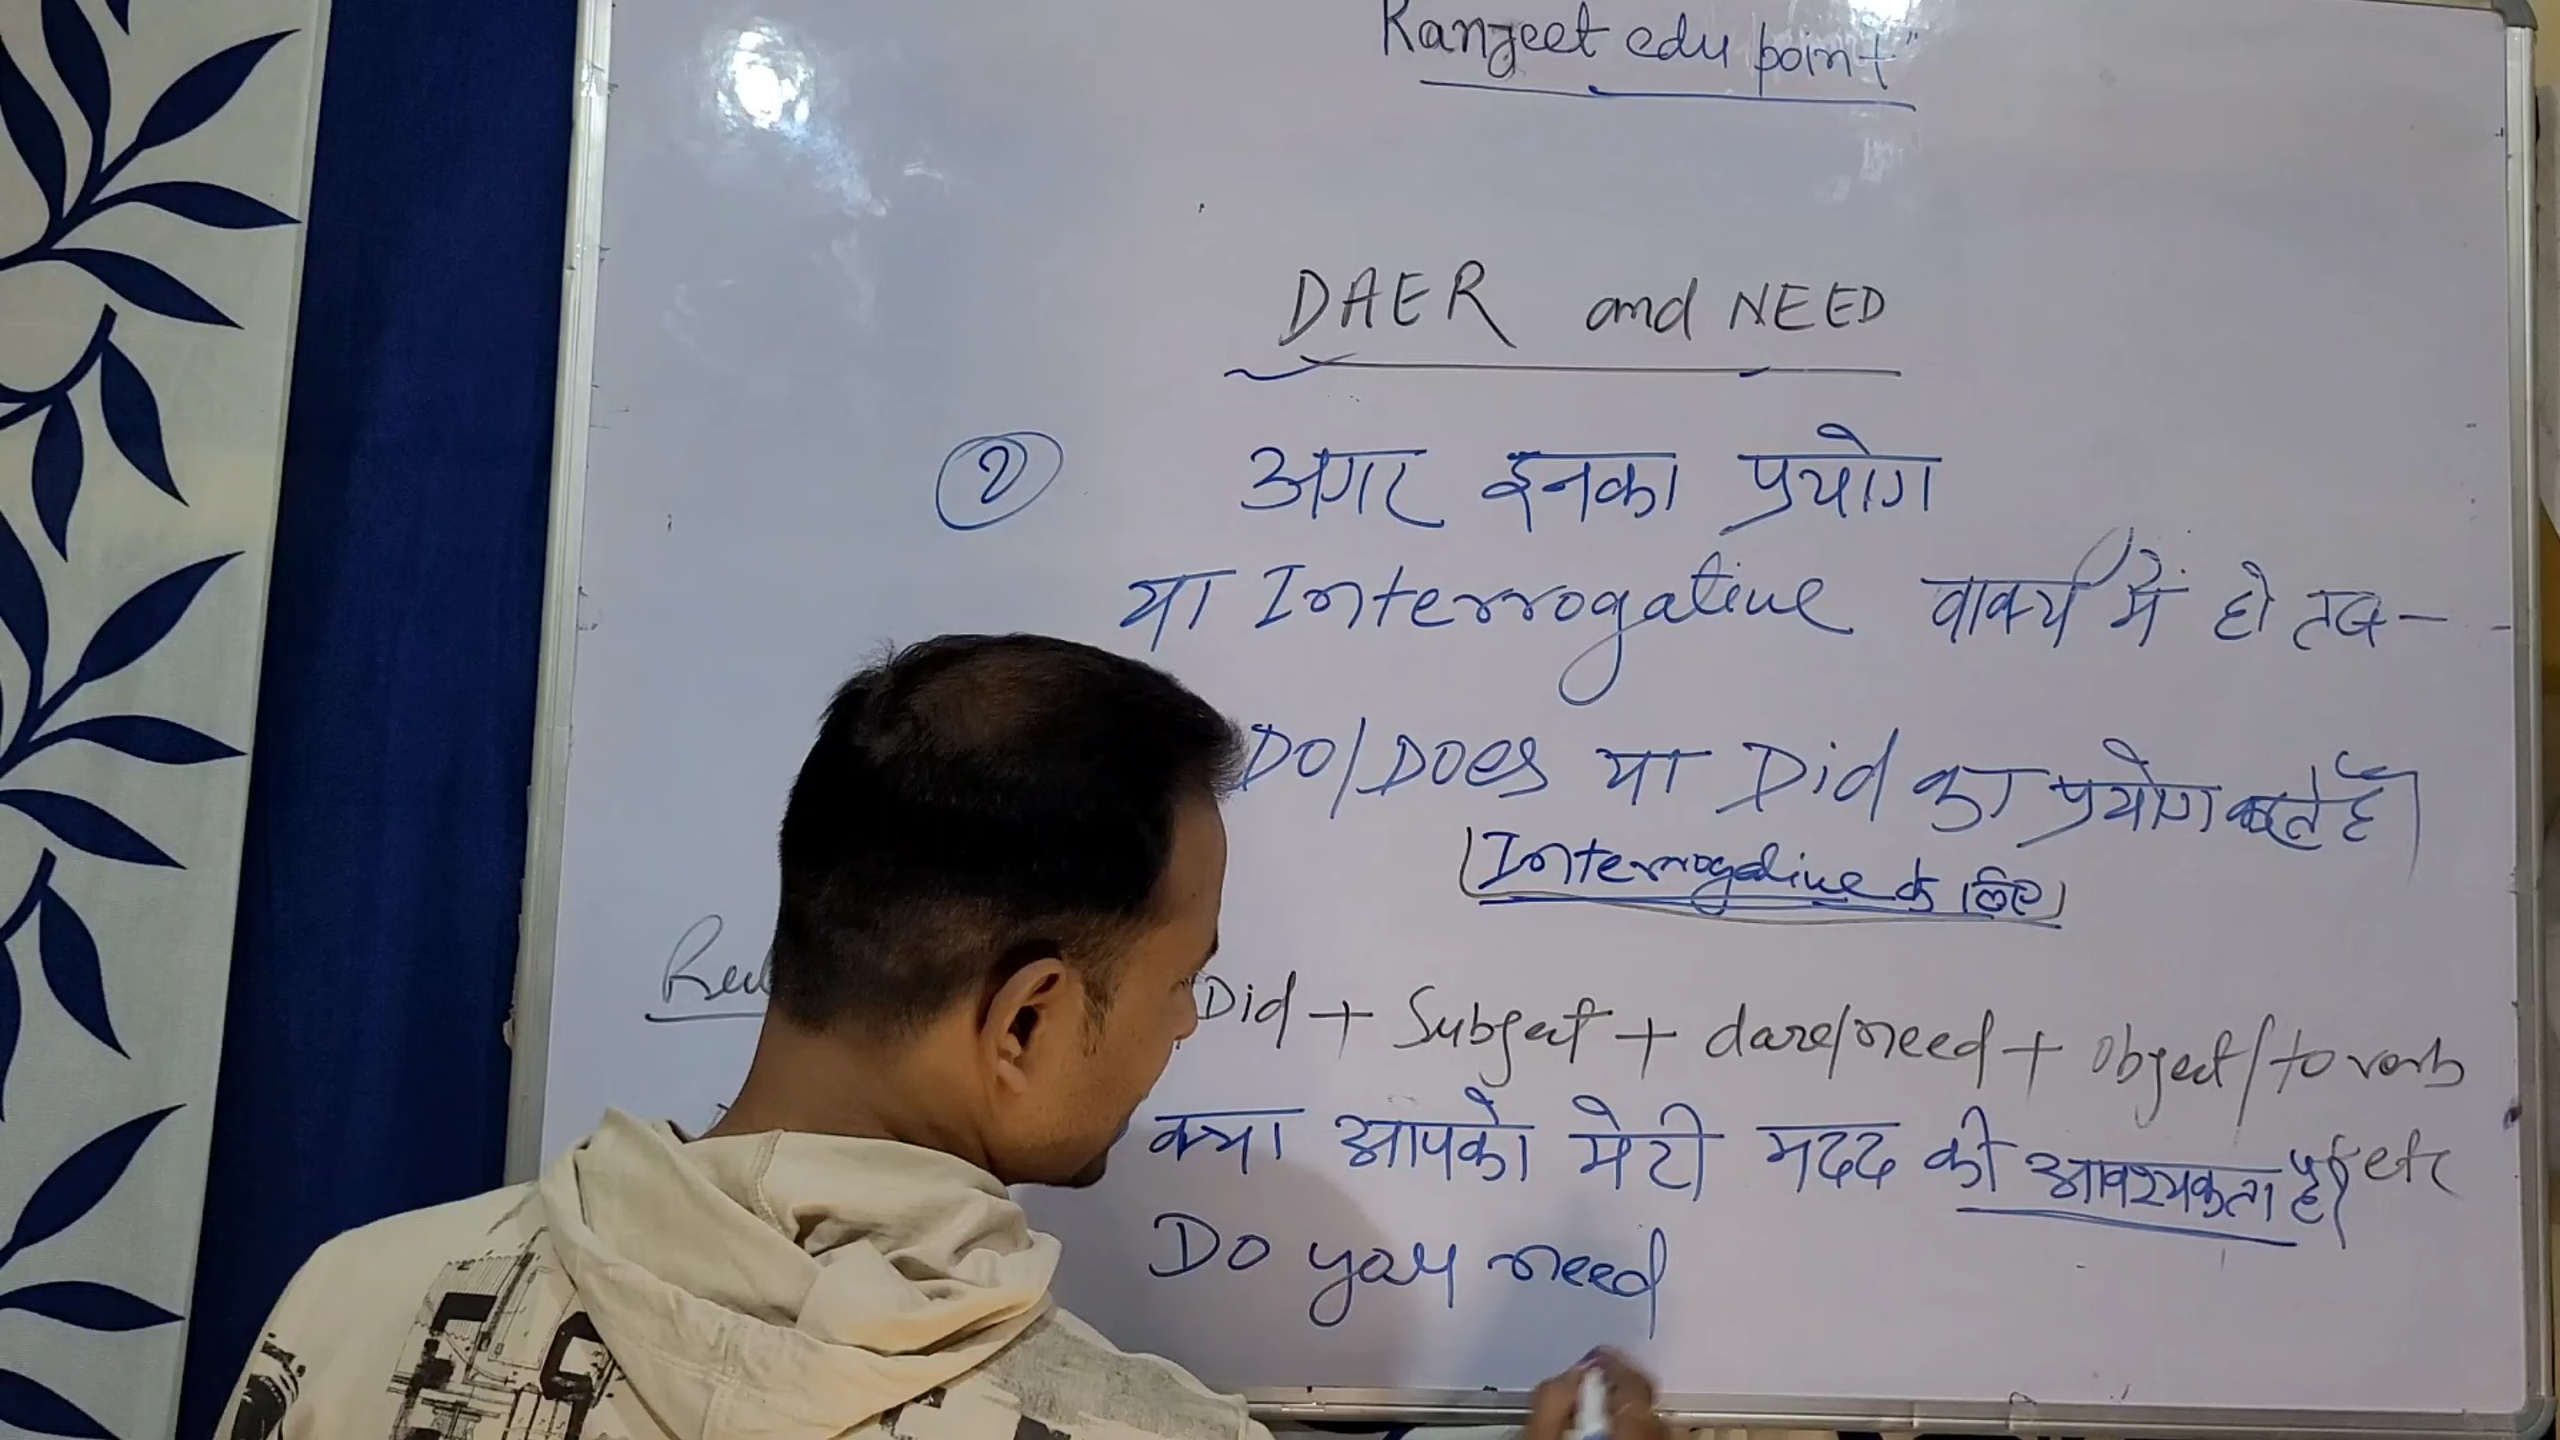 Ranjeet edu point"
DAER and NEED
② अगर इनका प्रयोग
या Interrogative वाक्य में हो तब-
Do/Does या Did का प्रयोग करते हैं|
(Interrogative के लिए)
Did + Subject + dare/need + object/to verb
etc
क्या आपको मेरी मदद की आवश्यकता है|
Do you need